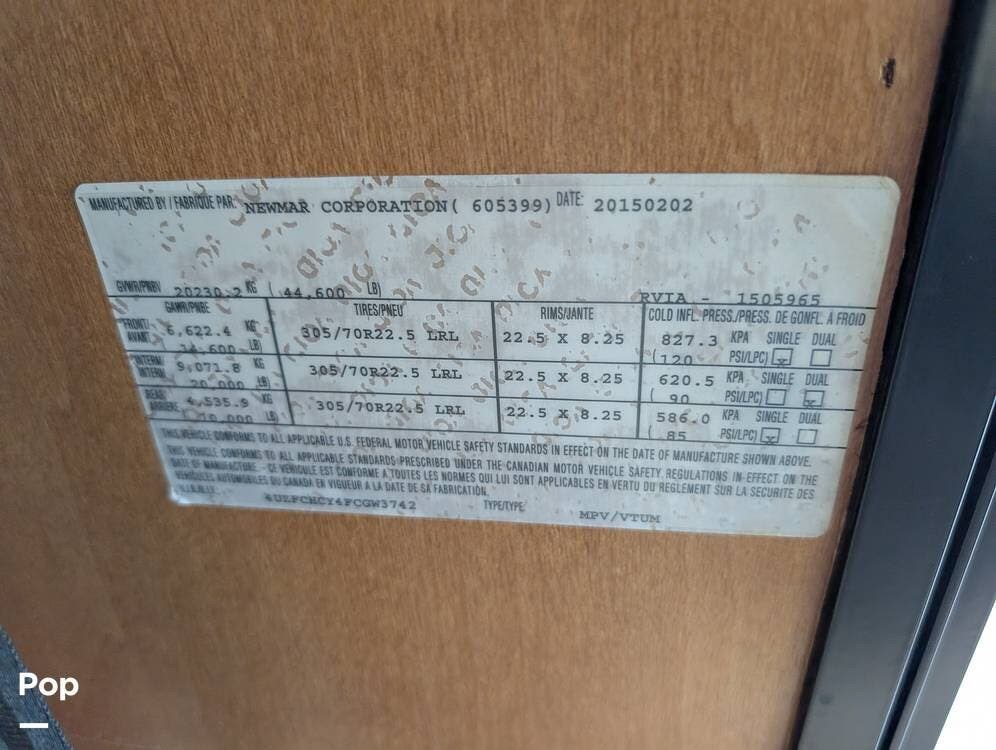 MANUFACTURED BY / FABRIQUE PAR: NEWMAR CORPORATION( 605399) DATE: 20150202
GVWR/PNBV 20230.2 KG ( 44,600 LB) RVIA - 1505965
GAWR/PNBE TIRES/PNEU RIMS/JANTE COLD INFL. PRESS./PRESS. DE GONFL. A FROID
FRONT/ 6,622.4 KG 305/70R22.5 LRL 22.5 X 8.25 827.3 KPA SINGLE DUAL
AVANT 14,600 LB (120 PSI/LPC) x
INTERM/ 9,071.8 KG 305/70R22.5 LRL 22.5 X 8.25 620.5 KPA SINGLE DUAL
INTERM 20,000 LB) ( 90 PSI/LPC) x
REAR/ 4,535.9 KG 305/70R22.5 LRL 22.5 X 8.25 586.0 KPA SINGLE DUAL
ARRIERE 10,000 LB) ( 85 PSI/LPC) x
THIS VEHICLE CONFORMS TO ALL APPLICABLE U.S. FEDERAL MOTOR VEHICLE SAFETY STANDARDS IN EFFECT ON THE DATE OF MANUFACTURE SHOWN ABOVE.
THIS VEHICLE CONFORMS TO ALL APPLICABLE STANDARDS PRESCRIBED UNDER THE CANADIAN MOTOR VEHICLE SAFETY REGULATIONS IN EFFECT ON THE
DATE OF MANUFACTURE - CE VEHICULE EST CONFORME A TOUTES LES NORMES QUI LUI SONT APPLICABLES EN VERTU DU REGLEMENT SUR LA SECURITE DES
VEHICULES AUTOMOBILES DU CANADA EN VIGUEUR A LA DATE DE SA FABRICATION.
4UZFCHCY4FCGW3742 TYPE/TYPE MPV/VTUM
Pop